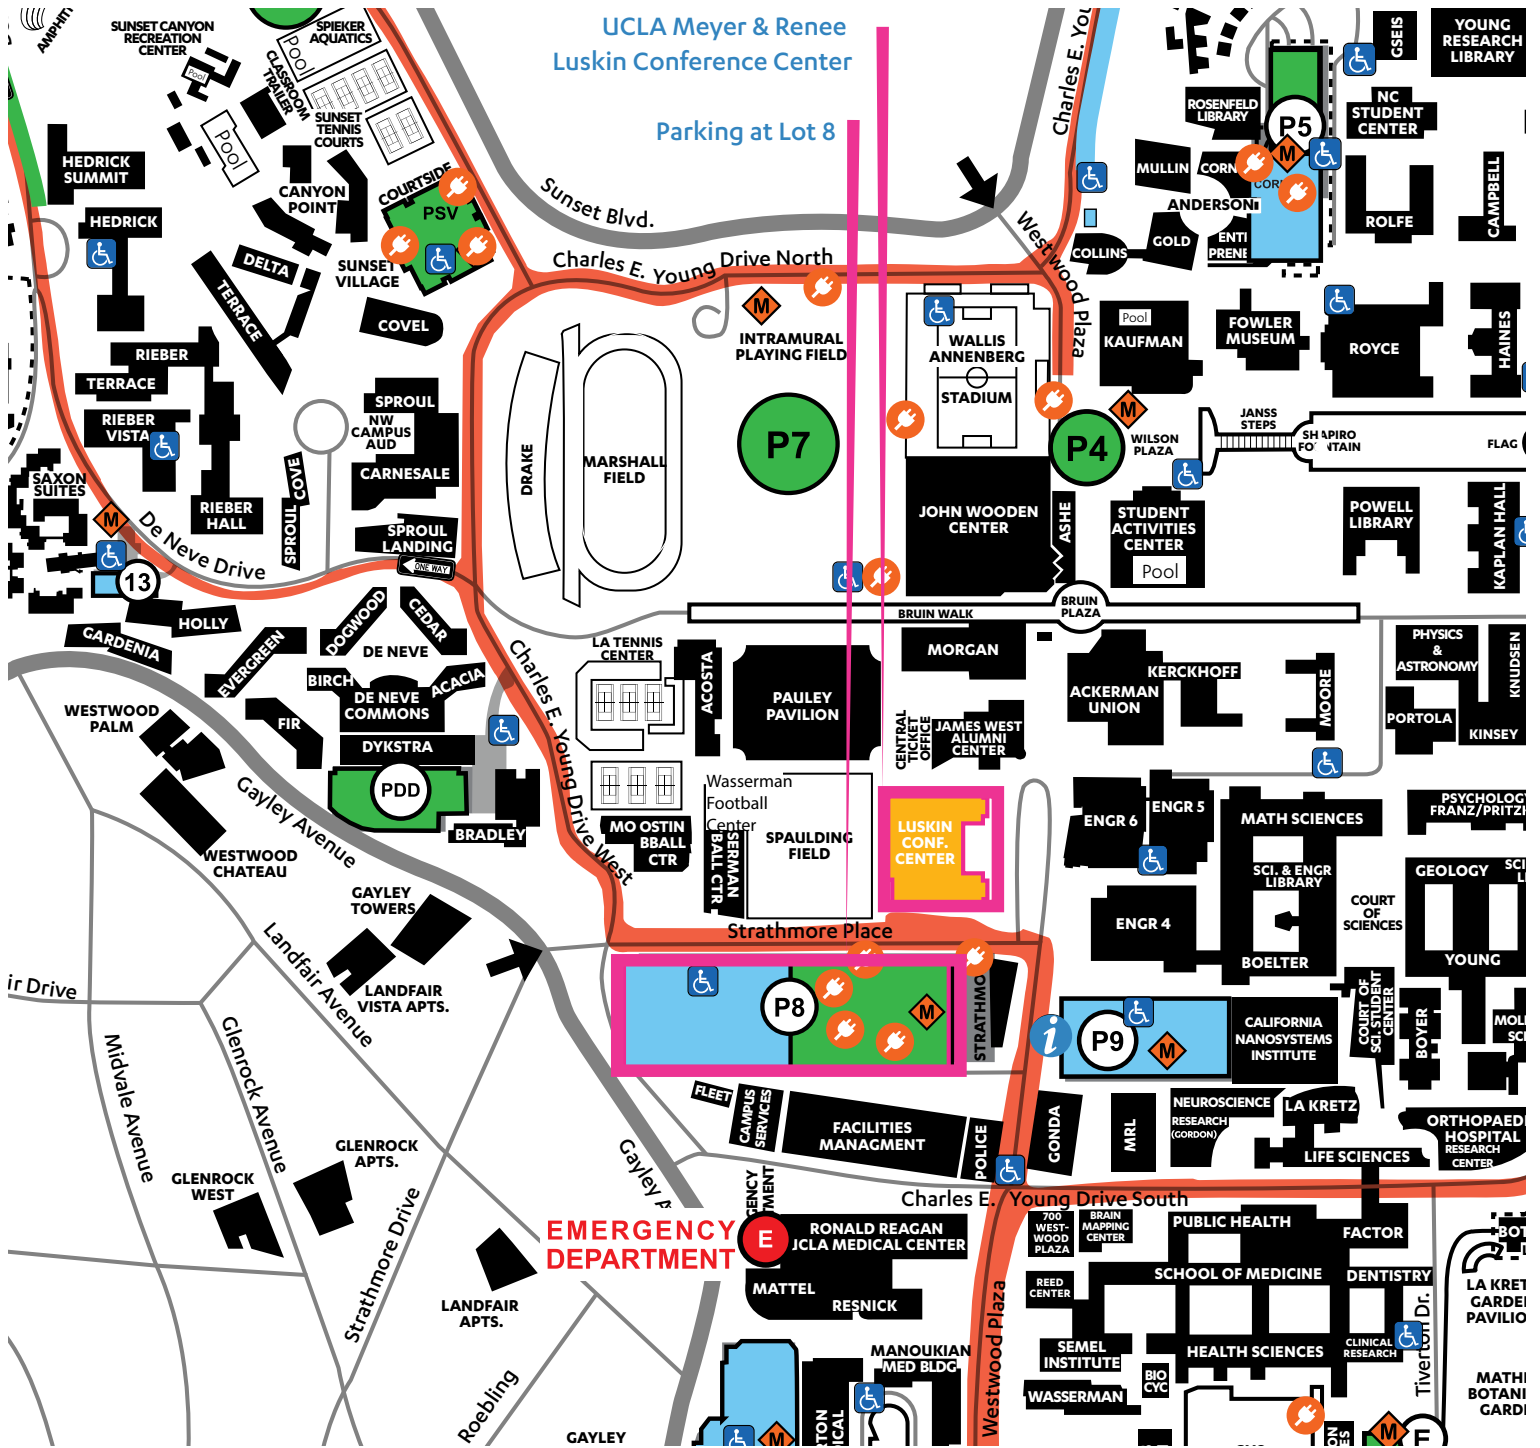 UCLA Meyer & Renee
Luskin Conference Center
Parking at Lot 8
SUNSET CANYON
RECREATION
CENTER
Pool
SPIEKER
AQUATICS
Pool
CLASSROOM
TRAILER
SUNSET
TENNIS
COURTS
Pool
HEDRICK
SUMMIT
HEDRICK
CANYON
POINT
COURTSIDE
PSV
SUNSET
VILLAGE
DELTA
TERRACE
COVEL
RIEBER
TERRACE
RIEBER
VISTA
RIEBER
HALL
SPROUL
NW
CAMPUS
AUD
CARNESALE
SPROUL COVE
SPROUL
LANDING
ONE WAY
SAXON
SUITES
M
De Neve Drive
13
HOLLY
GARDENIA
EVERGREEN
DOGWOOD
CEDAR
DE NEVE
BIRCH
ACACIA
DE NEVE
COMMONS
FIR
DYKSTRA
PDD
BRADLEY
Sunset Blvd.
Charles E. Young Drive North
Westwood Plaza
M
INTRAMURAL
PLAYING FIELD
P7
DRAKE
MARSHALL
FIELD
WALLIS
ANNENBERG
STADIUM
JOHN WOODEN
CENTER
ASHE
P4
M
WILSON
PLAZA
Pool
KAUFMAN
STUDENT
ACTIVITIES
CENTER
Pool
ROSENFELD
LIBRARY
MULLIN
ANDERSON
COLLINS
GOLD
P5
M
GSEIS
YOUNG
RESEARCH
LIBRARY
NC
STUDENT
CENTER
CAMPBELL
ROLFE
FOWLER
MUSEUM
ROYCE
HAINES
JANSS
STEPS
FLAG
POWELL
LIBRARY
KAPLAN HALL
BRUIN WALK
BRUIN
PLAZA
MORGAN
KERCKHOFF
ACKERMAN
UNION
MOORE
PHYSICS
&
ASTRONOMY
KNUDSEN
PORTOLA
KINSEY
LA TENNIS
CENTER
ACOSTA
PAULEY
PAVILION
CENTRAL
TICKET
OFFICE
JAMES WEST
ALUMNI
CENTER
Charles E. Young Drive West
Wasserman
Football
Center
MO OSTIN
BBALL
CTR
SPAULDING
FIELD
LUSKIN
CONF.
CENTER
ENGR 6
ENGR 5
ENGR 4
MATH SCIENCES
SCI. & ENGR
LIBRARY
BOELTER
GEOLOGY
COURT
OF
SCIENCES
YOUNG
Strathmore Place
P8
M
P9
M
CALIFORNIA
NANOSYSTEMS
INSTITUTE
COURT OF
SCI. STUDENT
CENTER
BOYER
WESTWOOD
PALM
WESTWOOD
CHATEAU
Gayley Avenue
GAYLEY
TOWERS
LANDFAIR
VISTA APTS.
Landfair Avenue
Glenrock Avenue
Midvale Avenue
GLENROCK
APTS.
GLENROCK
WEST
Strathmore Drive
LANDFAIR
APTS.
Roebling
GAYLEY
FLEET
CAMPUS
SERVICES
FACILITIES
MANAGMENT
POLICE
GONDA
MRL
NEUROSCIENCE
RESEARCH
(GORDON)
LA KRETZ
LIFE SCIENCES
HOSPITAL
RESEARCH
CENTER
Charles E. Young Drive South
EMERGENCY
DEPARTMENT
E
RONALD REAGAN
UCLA MEDICAL CENTER
MATTEL
RESNICK
700
WEST-
WOOD
PLAZA
BRAIN
MAPPING
CENTER
PUBLIC HEALTH
FACTOR
REED
CENTER
SCHOOL OF MEDICINE
DENTISTRY
SEMEL
INSTITUTE
HEALTH SCIENCES
CLINICAL
RESEARCH
Tiverton Dr.
BIO
CYC
WASSERMAN
MANOUKIAN
MED BLDG
Westwood Plaza
M
M